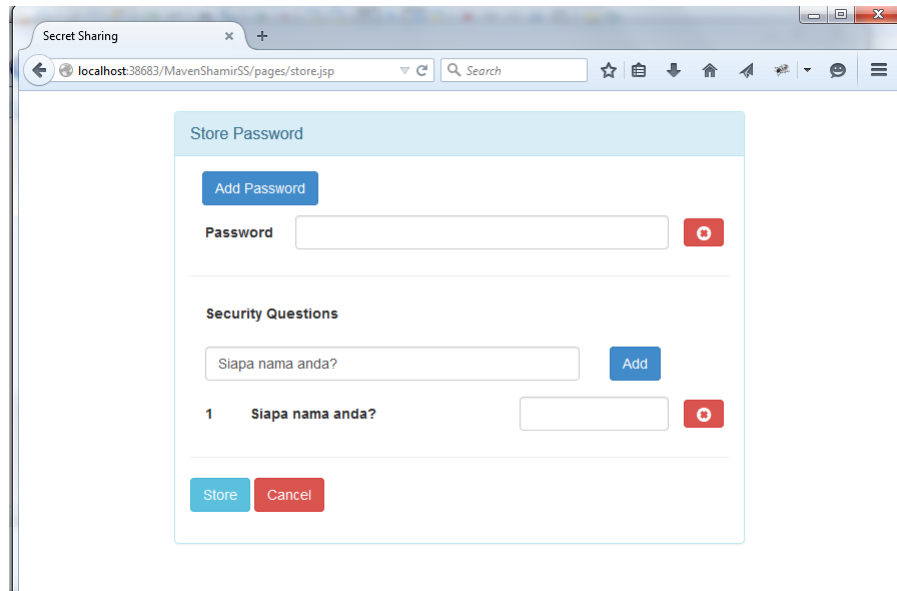 Secret Sharing
localhost:38683/MavenShamirSS/pages/store.jsp
Search
Store Password
Add Password
Password
Security Questions
Siapa nama anda?
Add
1 Siapa nama anda?
Store Cancel